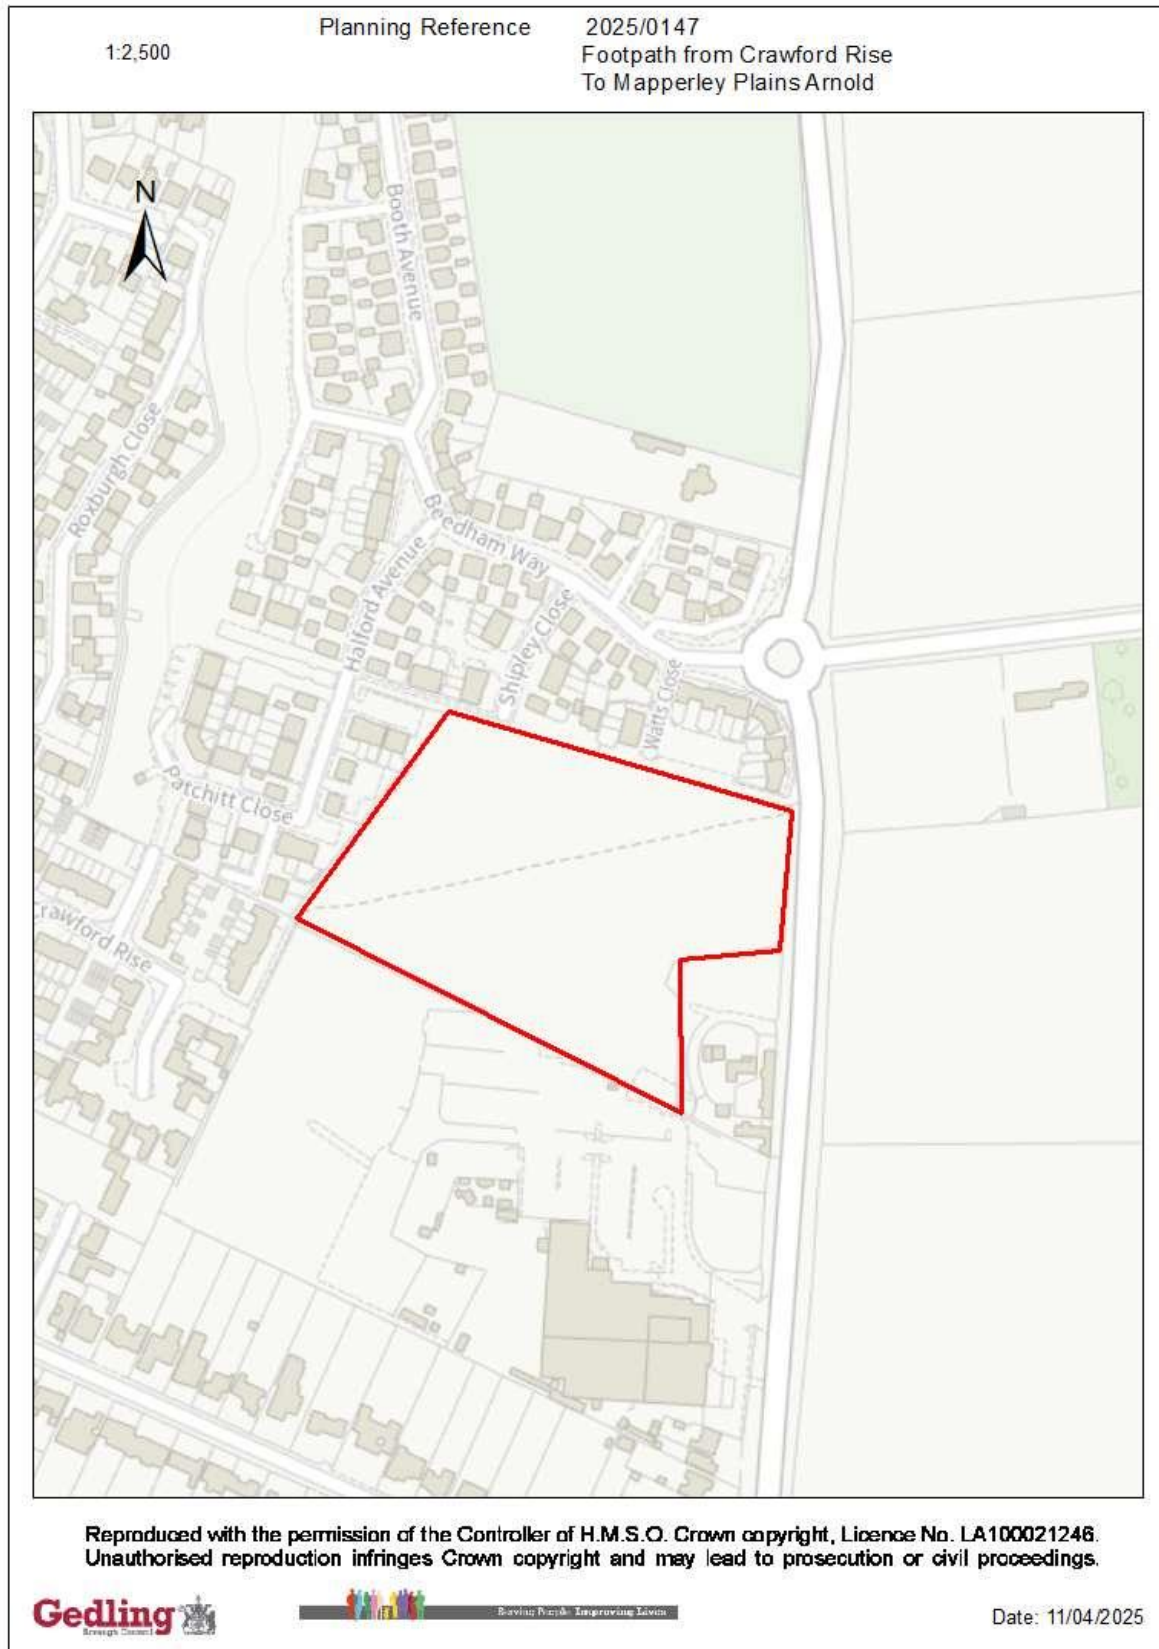 Planning Reference 2025/0147
1:2,500
Footpath from Crawford Rise
To Mapperley Plains Arnold
N
Booth Avenue
Roxburgh Close
Beedham Way
Halford Avenue
Shipley Close
Watts Close
Patchitt Close
Crawford Rise
Reproduced with the permission of the Controller of H.M.S.O. Crown copyright, Licence No. LA100021246.
Unauthorised reproduction infringes Crown copyright and may lead to prosecution or civil proceedings.
Gedling
Borough Council
Serving People Improving Lives
Date: 11/04/2025